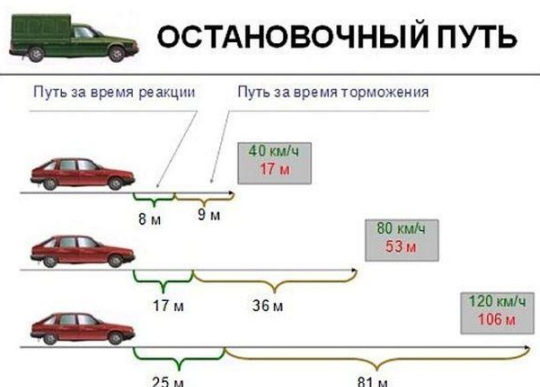 ОСТАНОВОЧНЫЙ ПУТЬ
Путь за время реакции
Путь за время торможения
40 км/ч
17 м
8 м
9 м
80 км/ч
53 м
17 м
36 м
120 км/ч
106 м
25 м
81 м